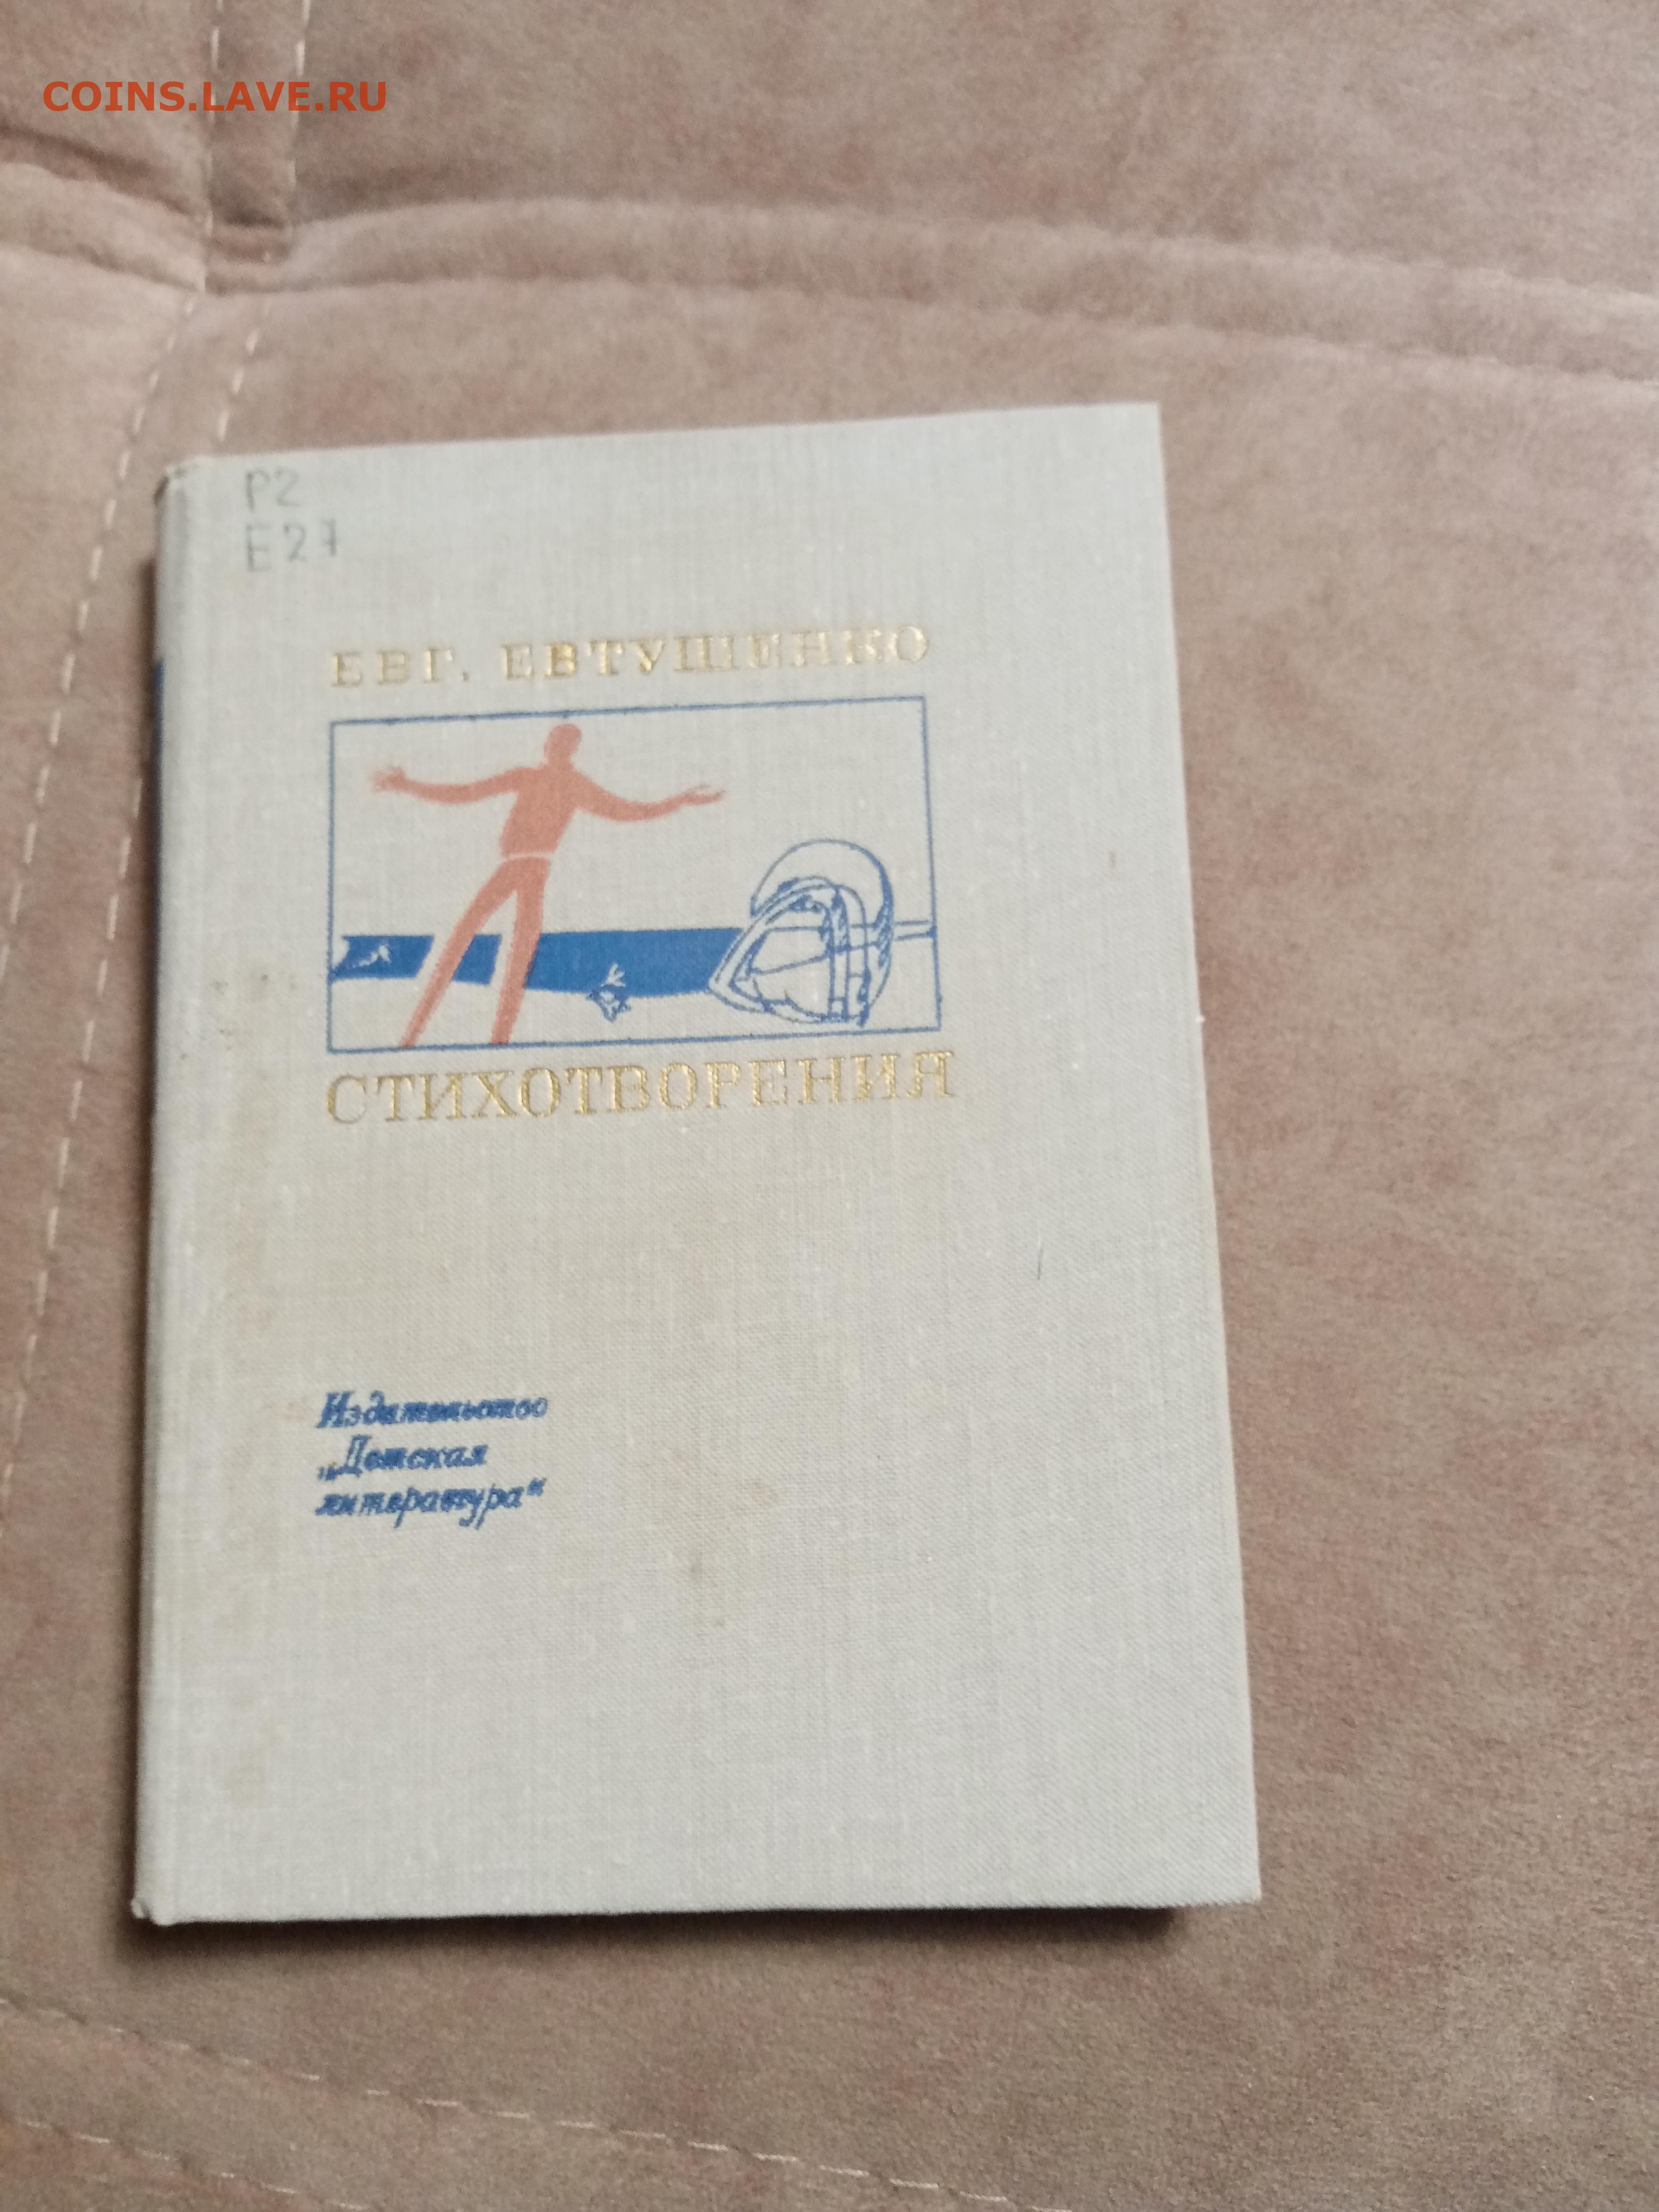 COINS.LAVE.RU
Р2
Е27
ЕВГ. ЕВТУШЕНКО
СТИХОТВОРЕНИЯ
Издательство
„Детская
литература“